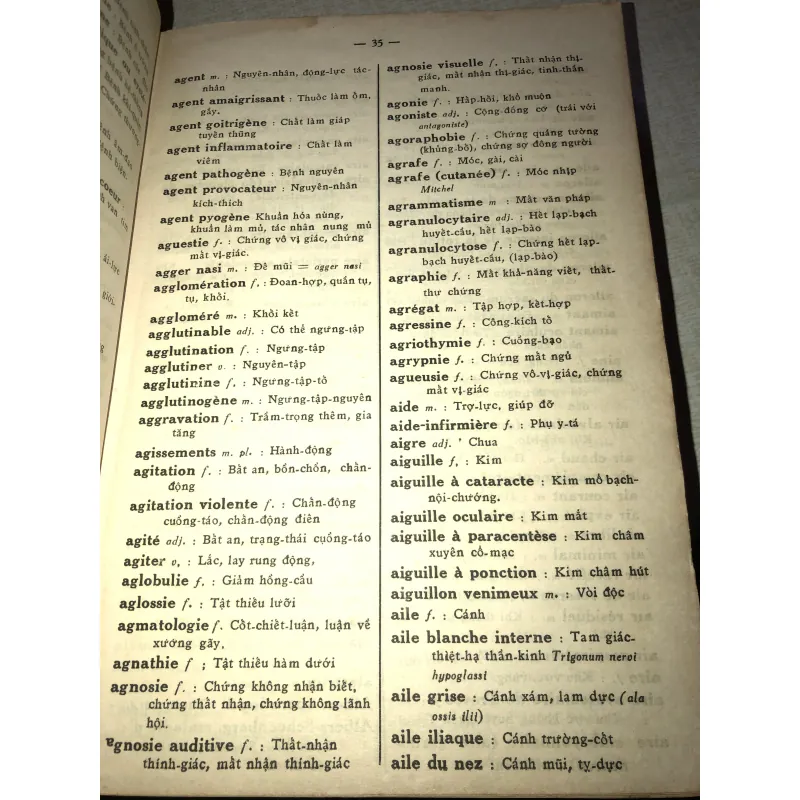 — 35 —
agent m. : Nguyên-nhân, động-lực tác-
nhân
agent amaigrissant : Thuốc làm ốm,
gầy.
agent goitrigène : Chất làm giáp
tuyến thũng
agent inflammatoire : Chất làm
viêm
agent pathogène : Bệnh nguyên
agent provocateur : Nguyên-nhân
kích-thích
agent pyogène Khuẩn hóa nùng,
khuẩn làm mủ, tác nhân nung mủ
aguestie f. : Chứng vô vị giác, chứng
mất vị-giác.
agger nasi m. : Đê mũi = agger nasi
agglomération f. : Đoan-hợp, quần tụ,
tụ, khối.
aggloméré m. : Khối kết
agglutinable adj. : Có thể ngưng-tập
agglutination f. : Ngưng-tập
agglutiner v. : Nguyên-tập
agglutinine f. : Ngưng-tập-tố
agglutinogène m. : Ngưng-tập-nguyên
aggravation f. : Trầm-trọng thêm, gia
tăng
agissements m. pl. : Hành-động
agitation f. : Bất an, bồn-chồn, chần-
động
agitation violente f. : Chần-động
cuồng-táo, chần-động điên
agité adj. : Bất an, trạng-thái cuồng-táo
agiter v. : Lắc, lay rung động,
aglobulie f. : Giảm hồng-cầu
aglossie f. : Tật thiếu lưỡi
agmatologie f. Cốt-chiết-luận, luận về
xướng gãy,
agnathie f ; Tật thiếu hàm dưới
agnosie f. : Chứng không nhận biết,
chứng thất nhận, chứng không lãnh
hội.
agnosie auditive f. : Thất-nhận
thính-giác, mất nhận thính-giác
agnosie visuelle f. : Thất nhận thị-
giác, mất nhân thị-giác, tinh-thần
manh.
agonie f. : Hấp-hối, khổ muộn
agoniste adj. : Cộng-đồng cơ (trái với
antagoniste)
agoraphobie f. : Chứng quảng tường
(khủng-bố), chứng sợ đông người
agrafe f. : Móc, gài, cài
agrafe (cutanée) f. : Móc nhịp
Mitchel
agrammatisme m : Mất văn pháp
agranulocytaire adj. : Hết lạp-bạch
huyết-cầu, hết lạp-bào
agranulocytose f. : Chứng hết lạp-
bạch huyết-cầu, (lạp-bào)
agraphie f. : Mất khả-năng viết, thất-
thư chứng
agrégat m. : Tập hợp, kết-hợp
agressine f. : Công-kích tố
agriothymie f. : Cuồng-bạo
agrypnie f. : Chứng mất ngủ
agueusie f. : Chứng vô-vị-giác, chứng
mất vị-giác
aide m. : Trợ-lực, giúp đỡ
aide-infirmière f. : Phụ y-tá
aigre adj. ' Chua
aiguille f, : Kim
aiguille à cataracte : Kim mổ bạch-
nội-chướng.
aiguille oculaire : Kim mắt
aiguille à paracentèse : Kim châm
xuyên cổ-mạc
aiguille à ponction : Kim châm hút
aiguillon venimeux m. : Vòi độc
aile f. : Cánh
aile blanche interne : Tam giác-
thiệt-hạ thần-kinh Trigonum nervi
hypoglassi
aile grise : Cánh xám, lam dực (ala
ossis ilii)
aile iliaque : Cánh trường-cốt
aile du nez : Cánh mũi, tỵ-dực